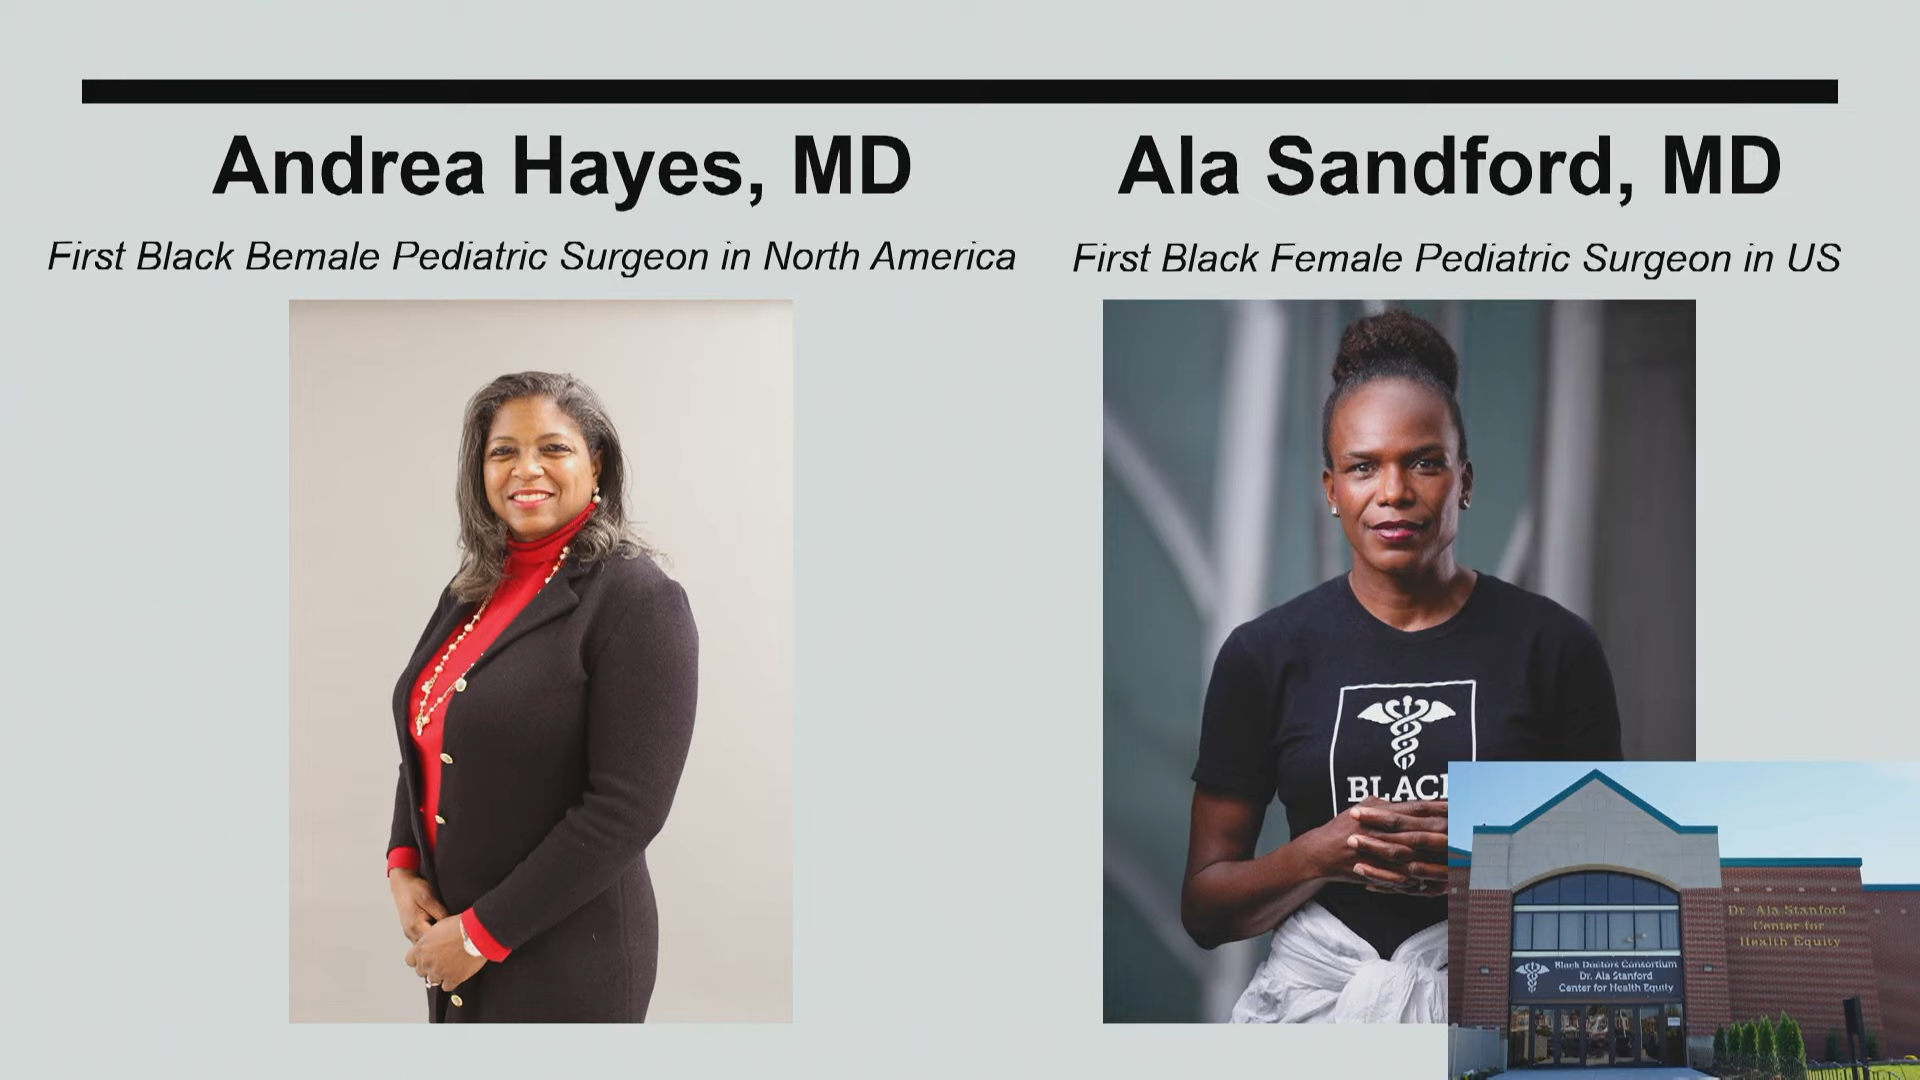 Andrea Hayes, MD
First Black Bemale Pediatric Surgeon in North America
Ala Sandford, MD
First Black Female Pediatric Surgeon in US
BLACK
Dr. Ala Stanford
Center for
Health Equity
Black Doctors Consortium
Dr. Ala Stanford
Center for Health Equity